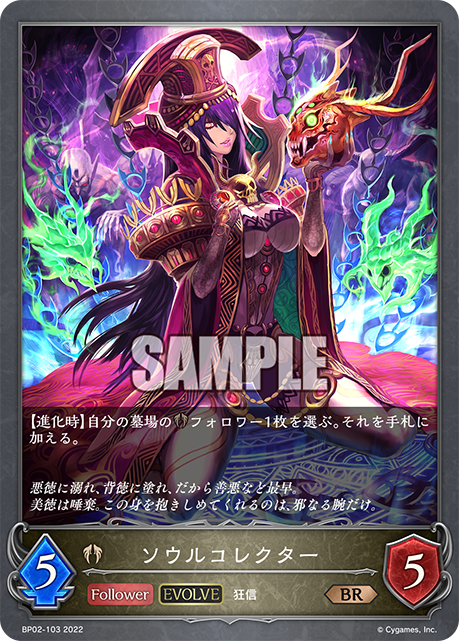 SAMPLE
【進化時】自分の墓場のフォロワー1枚を選ぶ。それを手札に
加える。
悪徳に溺れ、背徳に塗れ、だから善悪など最早。
美徳は唾棄。この身を抱きしめてくれるのは、邪なる腕だけ。
5 ソウルコレクター 5
Follower EVOLVE 狂信 BR
BP02-103 2022 © Cygames, Inc.